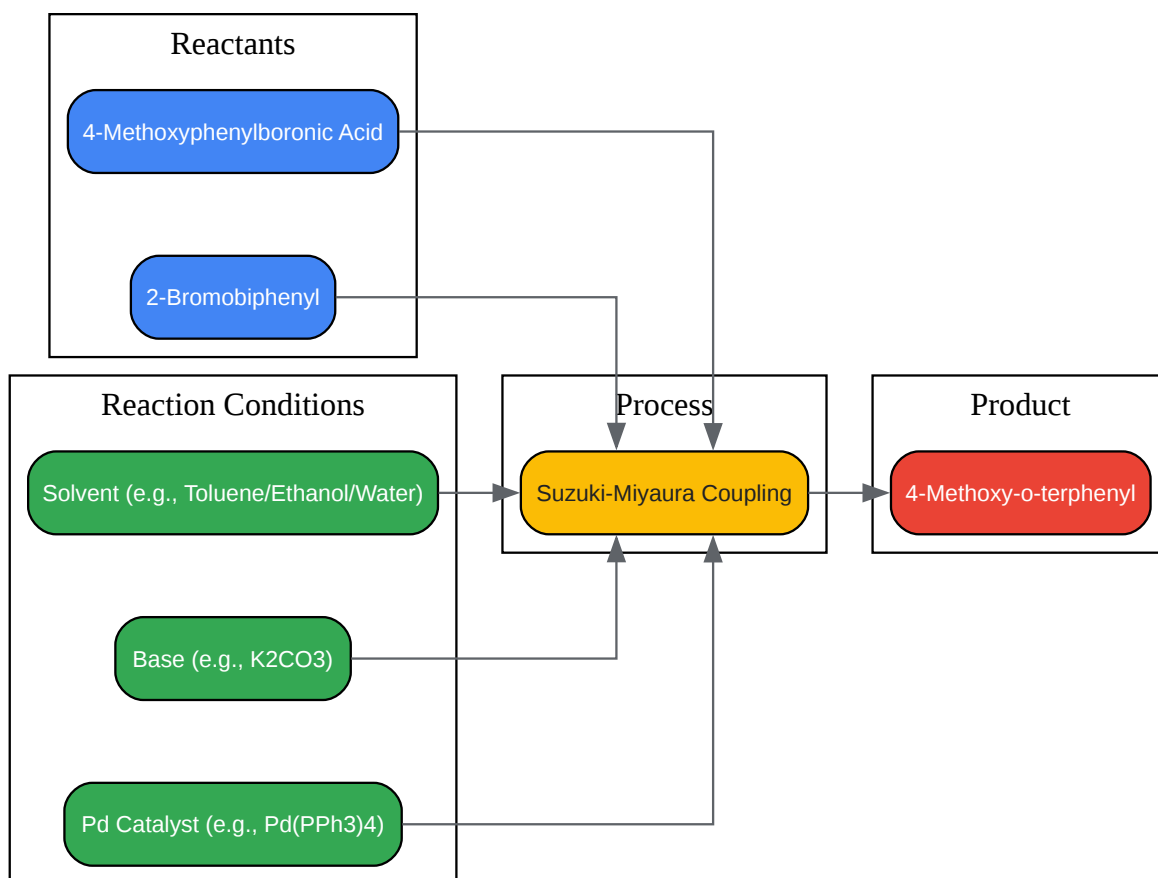 Reactants
4-Methoxyphenylboronic Acid
2-Bromobiphenyl
Reaction Conditions
Solvent (e.g., Toluene/Ethanol/Water)
Base (e.g., K2CO3)
Pd Catalyst (e.g., Pd(PPh3)4)
Process
Suzuki-Miyaura Coupling
Product
4-Methoxy-o-terphenyl